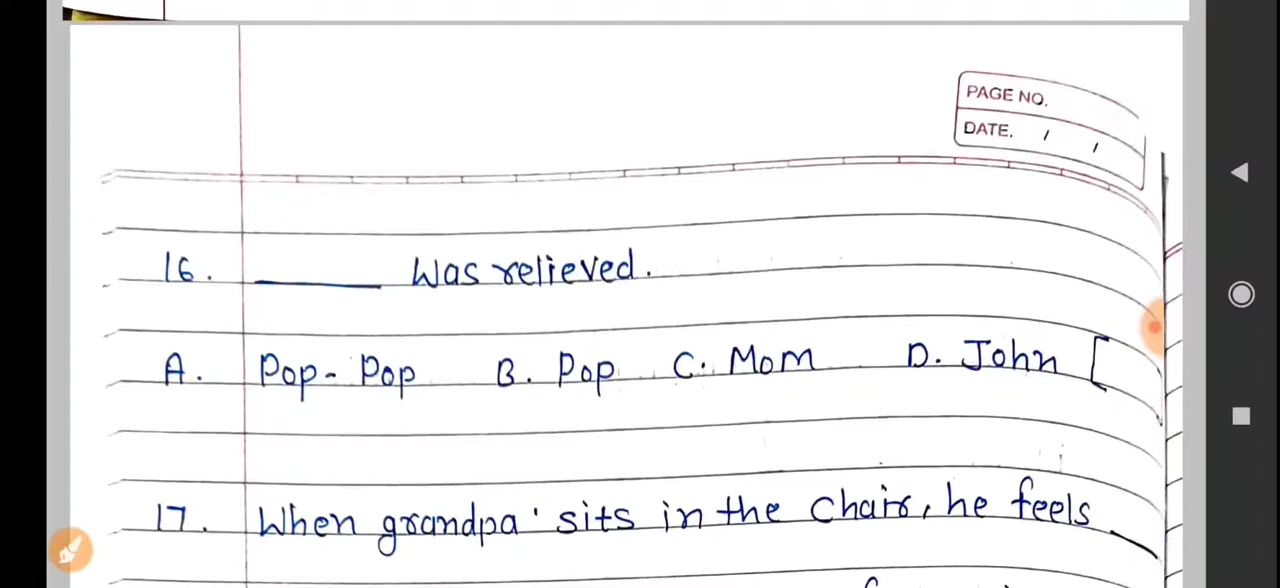 PAGE NO.
DATE. / /
16. ______ Was relieved.
A. Pop-Pop B. Pop C. Mom D. John [
17. When grandpa' sits in the chair, he feels